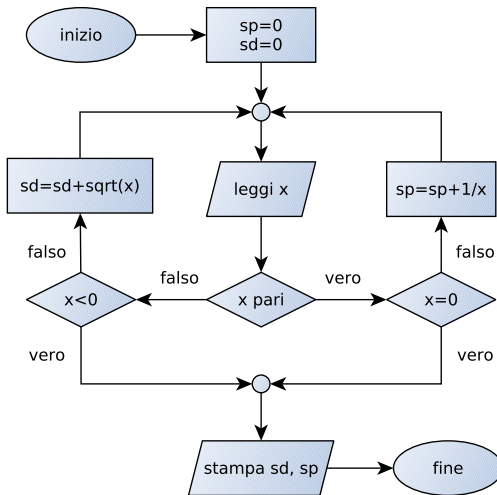 inizio
sp=0
sd=0
sd=sd+sqrt(x)
leggi x
sp=sp+1/x
falso
falso
x<0
falso
x pari
vero
x=0
vero
vero
stampa sd, sp
fine